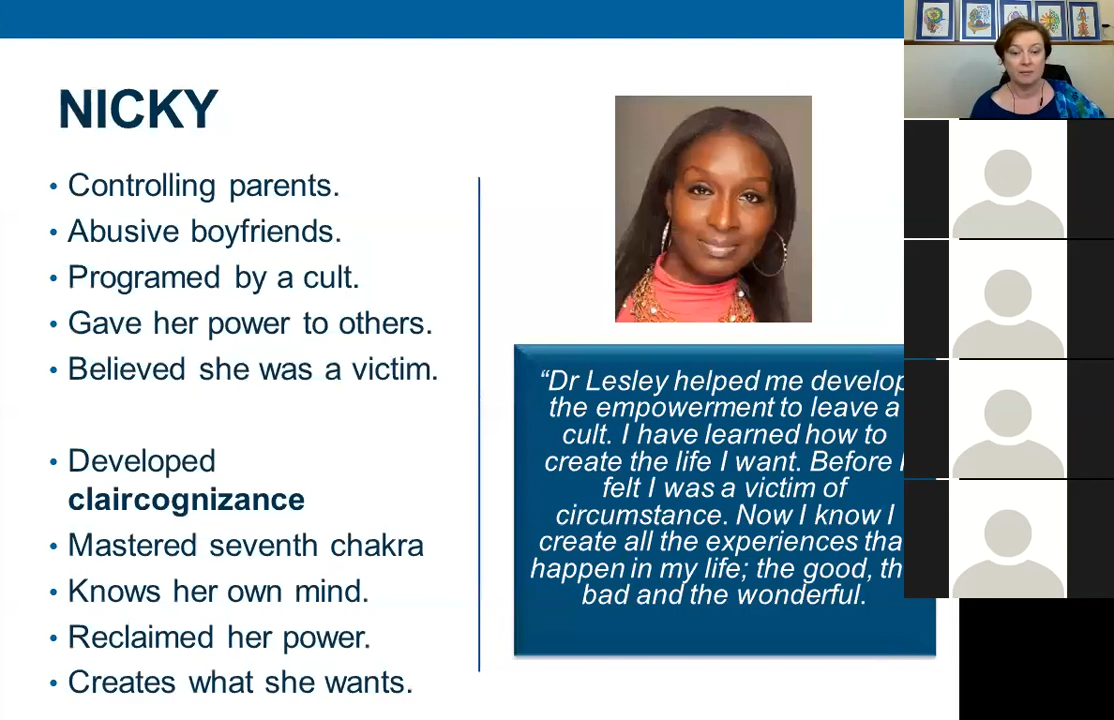 NICKY
• Controlling parents.
• Abusive boyfriends.
• Programed by a cult.
• Gave her power to others.
• Believed she was a victim.
• Developed
claircognizance
• Mastered seventh chakra
• Knows her own mind.
• Reclaimed her power.
• Creates what she wants.
“Dr Lesley helped me develop
the empowerment to leave a
cult. I have learned how to
create the life I want. Before I
felt I was a victim of
circumstance. Now I know I
create all the experiences tha
happen in my life; the good, th
bad and the wonderful.